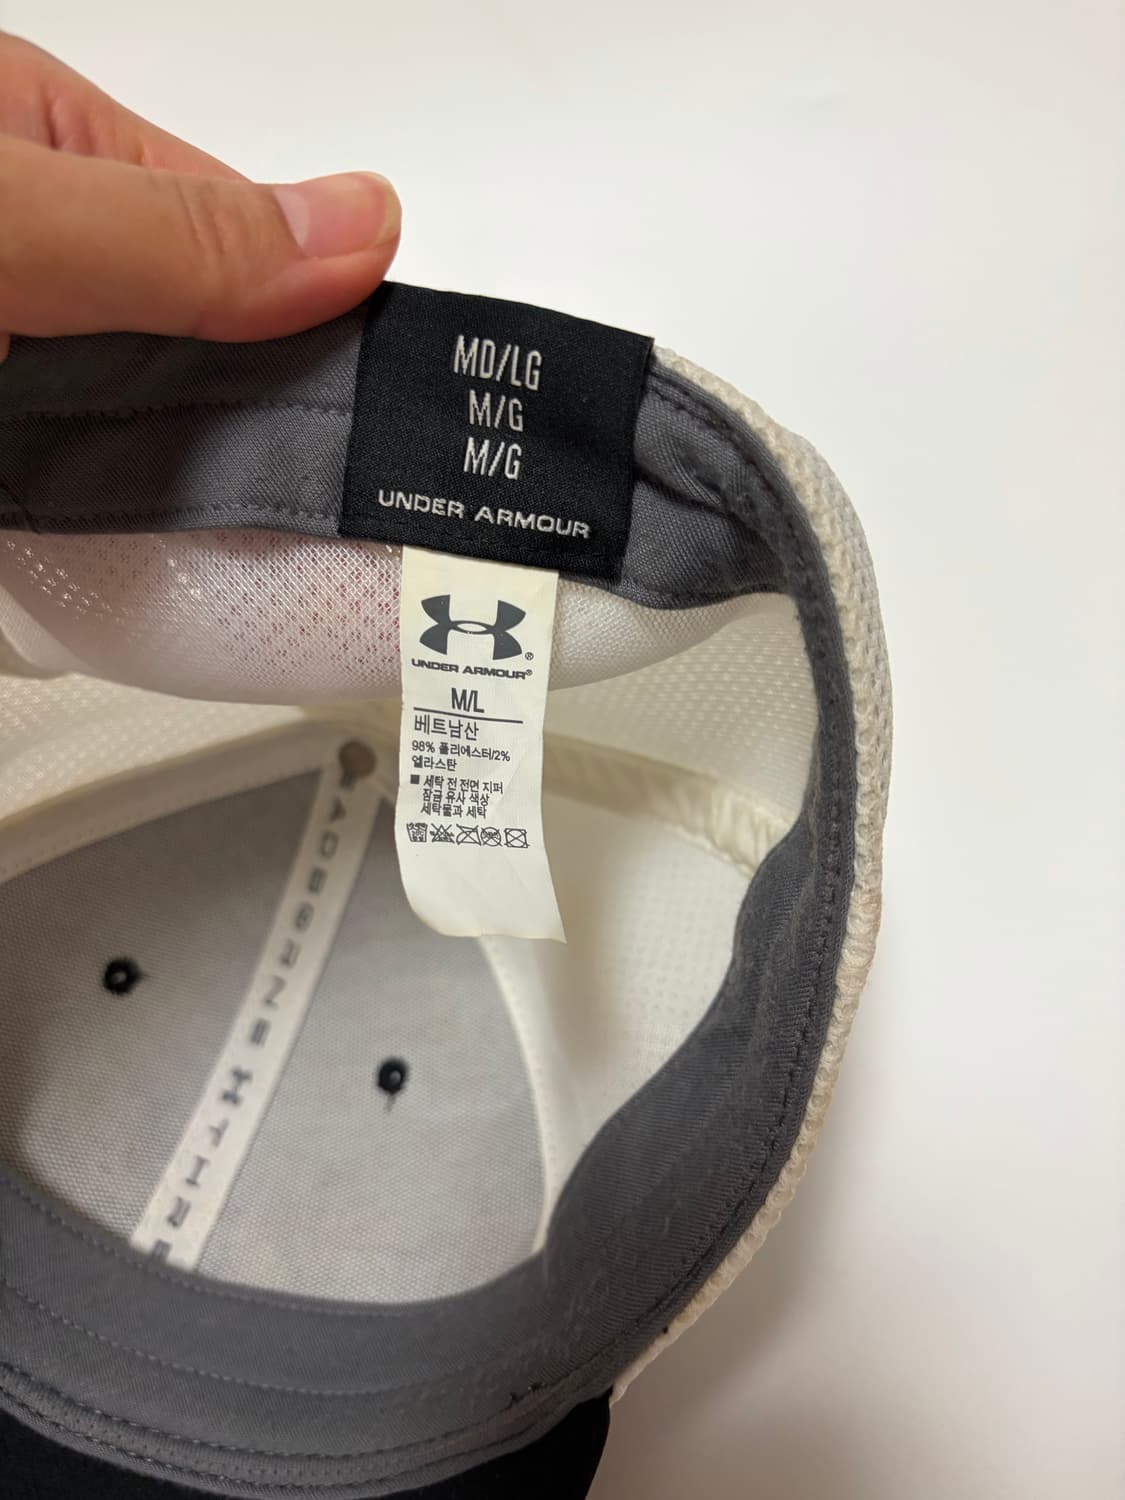 MD/LG
M/G
M/G
UNDER ARMOUR
UNDER ARMOUR®
M/L
베트남산
98% 폴리에스터/2%
엘라스탄
■ 세탁 전 전면 지퍼
잠금 유사 색상
세탁물과 세탁